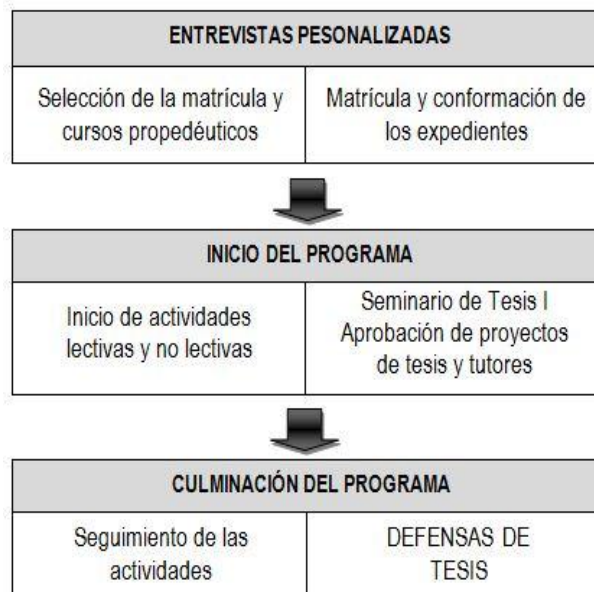 ENTREVISTAS PESONALIZADAS
Selección de la matrícula y
cursos propedéuticos
Matrícula y conformación de
los expedientes
INICIO DEL PROGRAMA
Inicio de actividades
lectivas y no lectivas
Seminario de Tesis I
Aprobación de proyectos
de tesis y tutores
CULMINACIÓN DEL PROGRAMA
Seguimiento de las
actividades
DEFENSAS DE
TESIS